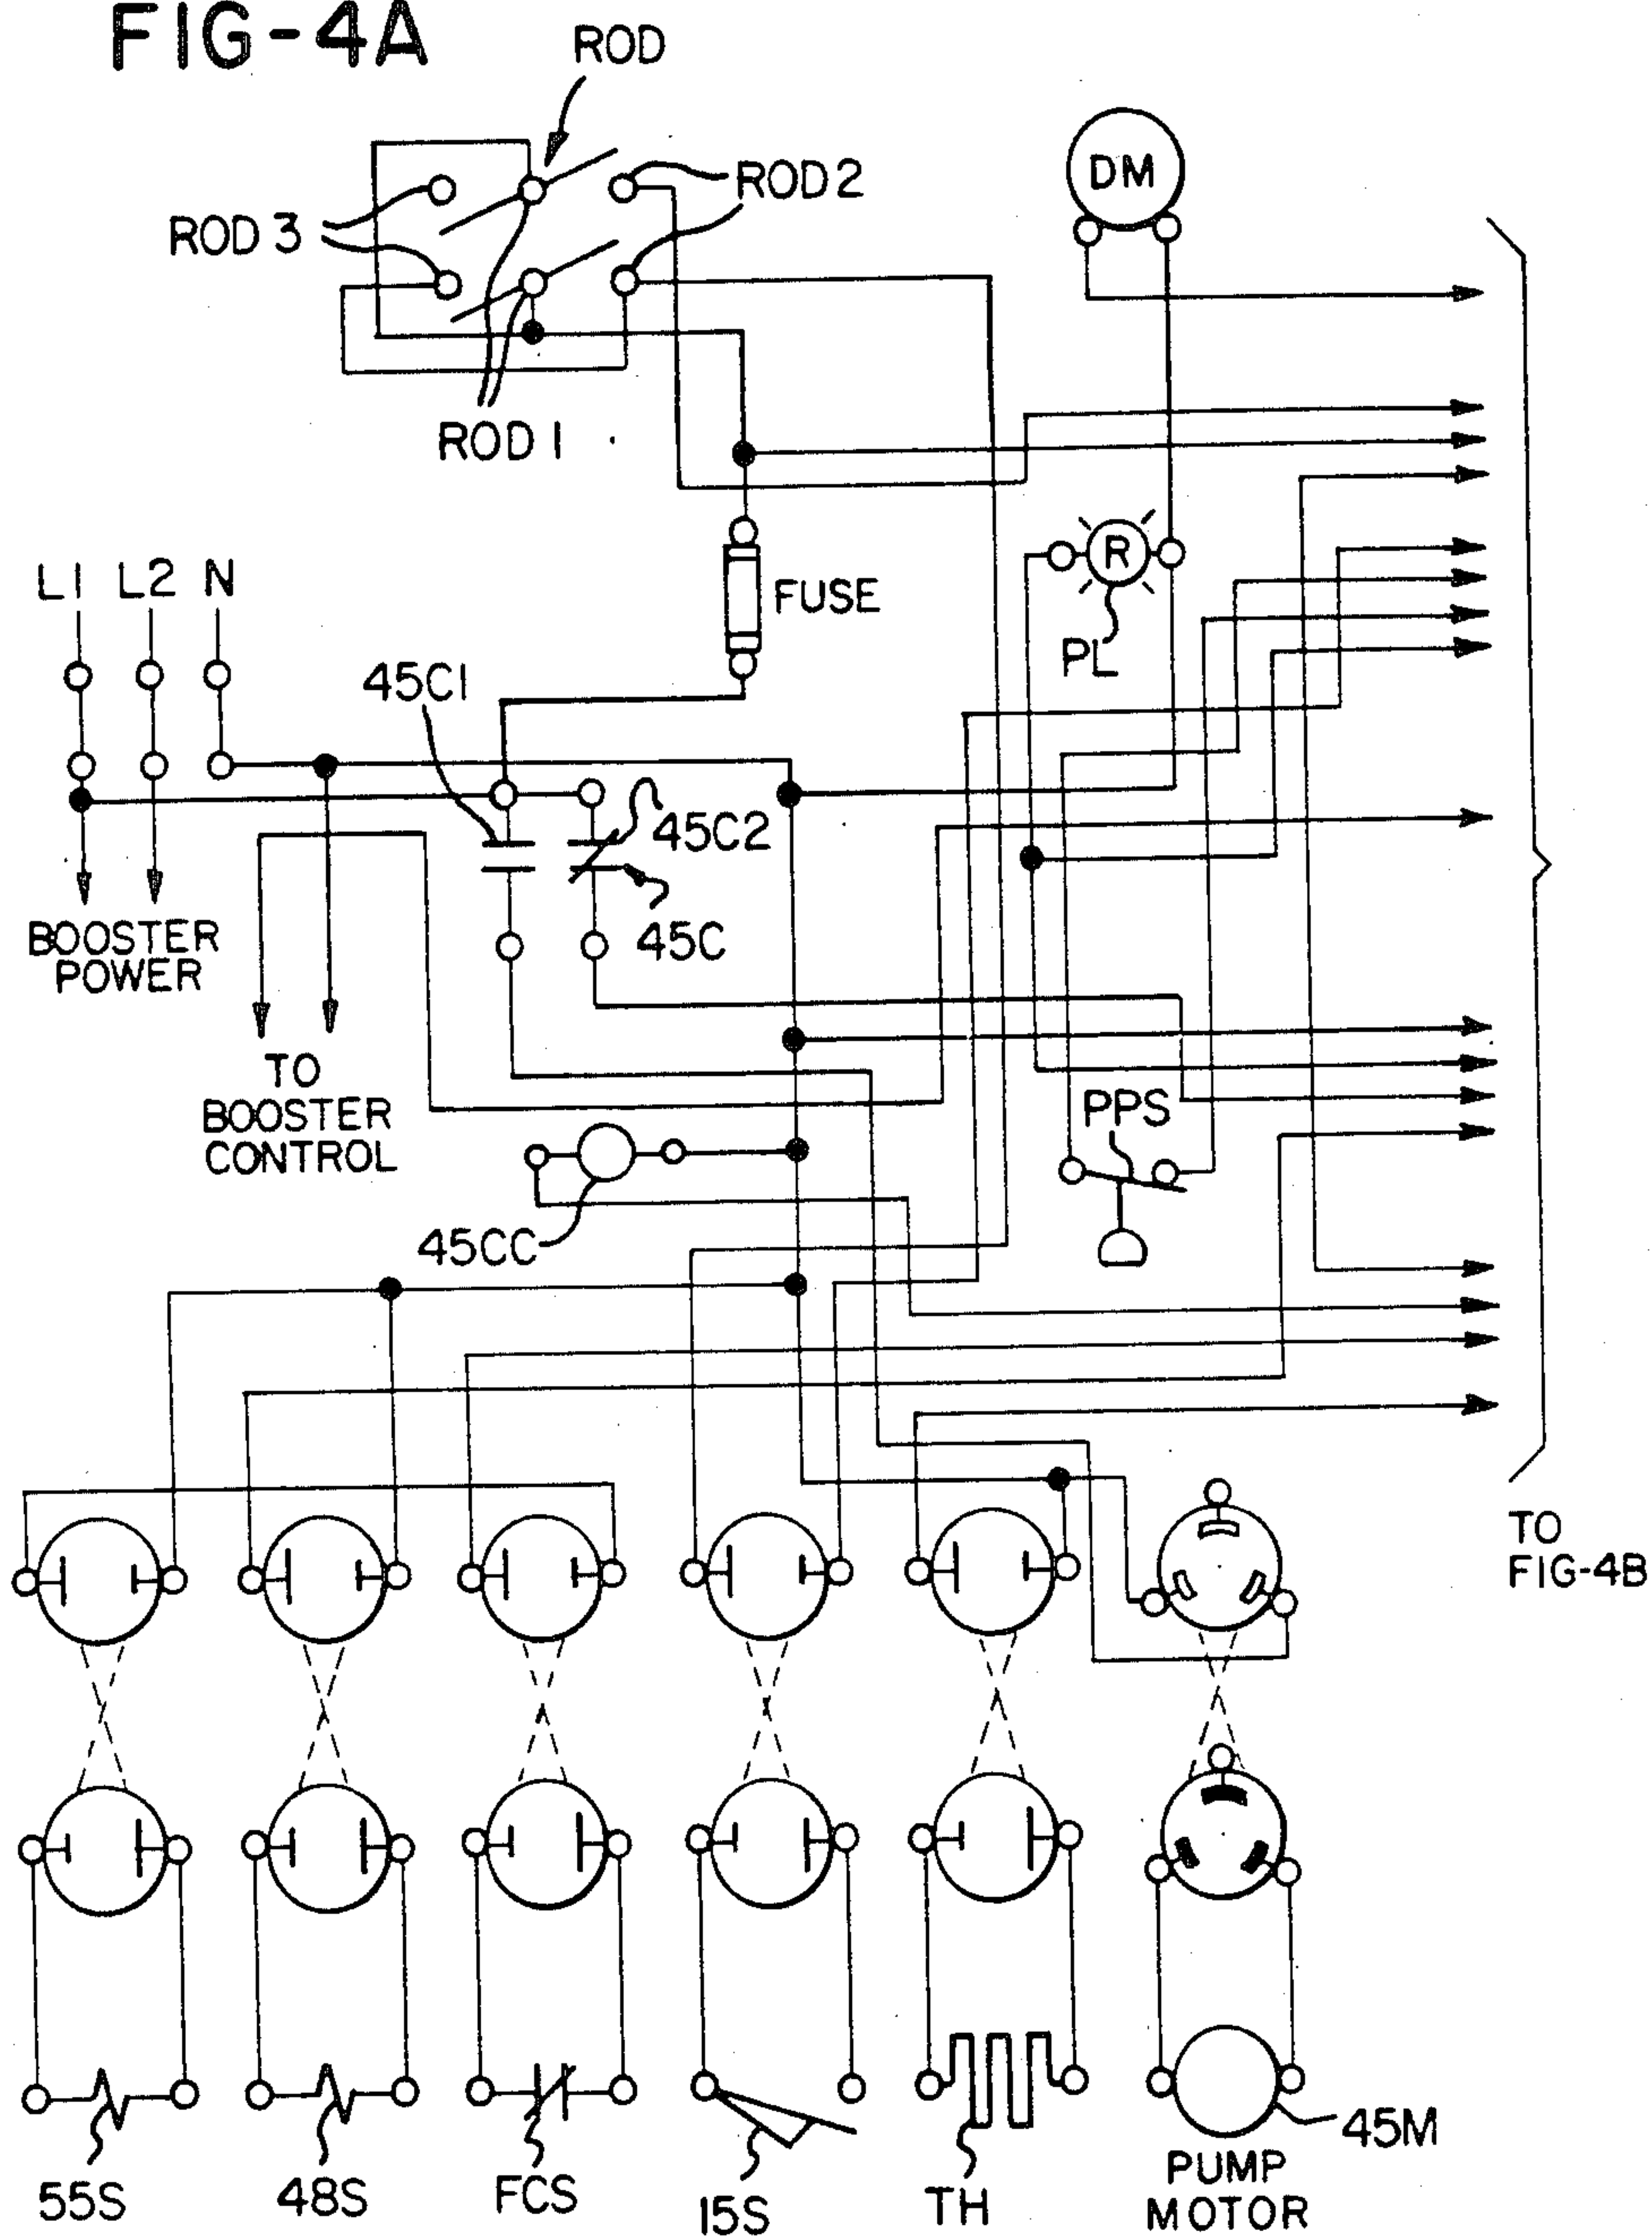 FIG-4A
ROD
DM
ROD 2
ROD 3
ROD 1
L1 L2 N
FUSE
R
PL
45C1
45C2
45C
BOOSTER
POWER
TO
BOOSTER
CONTROL
PPS
45CC
TO
FIG-4B
55S
48S
FCS
15S
TH
45M
PUMP
MOTOR